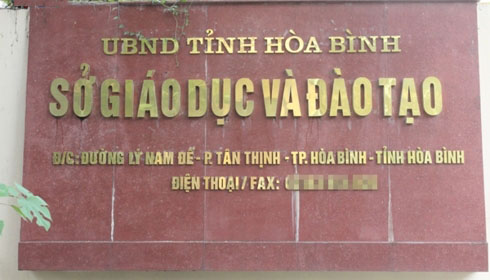 UBND TỈNH HÒA BÌNH
SỞ GIÁO DỤC VÀ ĐÀO TẠO
Đ/C: ĐƯỜNG LÝ NAM ĐẾ - P. TÂN THỊNH - TP. HÒA BÌNH - TỈNH HÒA BÌNH
ĐIỆN THOẠI / FAX: